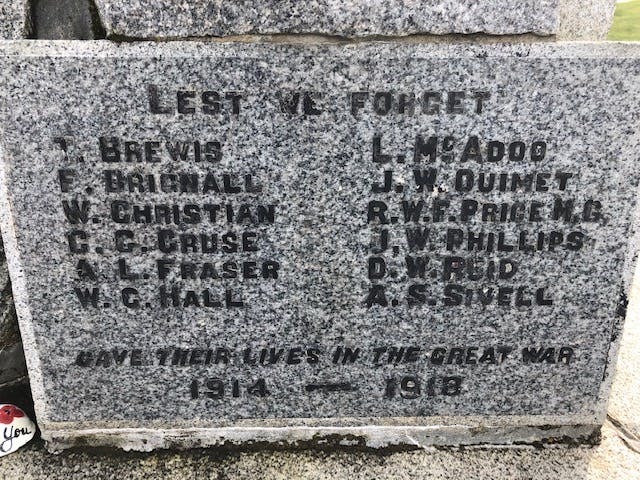 LEST WE FORGET
T. BREWIS
F. BRIGNALL
W. CHRISTIAN
C. G. CRUSE
A. L. FRASER
W. G. HALL
L. McADOO
J. W. OUIMET
R.W.F. PRICE M.C.
J. W. PHILLIPS
D. W. REID
A. S. SIVELL
GAVE THEIR LIVES IN THE GREAT WAR
1914 — 1918
You